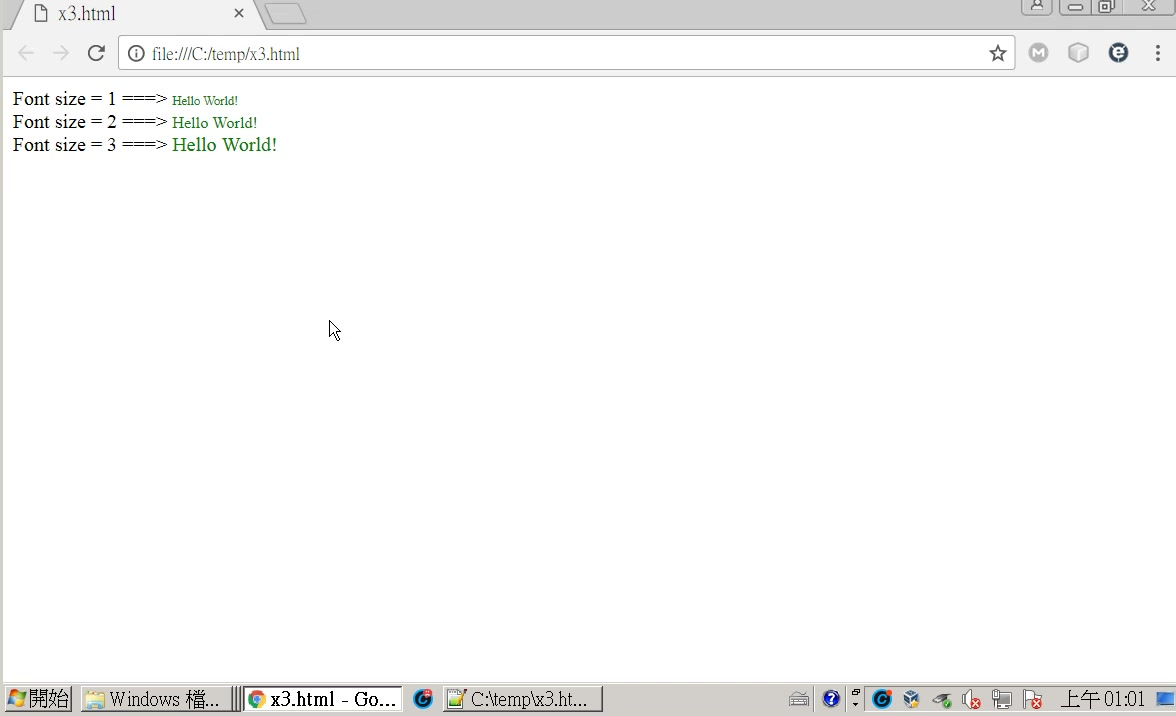 x3.html
file:///C:/temp/x3.html
Font size = 1 ===> Hello World!
Font size = 2 ===> Hello World!
Font size = 3 ===> Hello World!
開始
Windows 檔...
x3.html - Go...
C:\temp\x3.ht...
上午 01:01